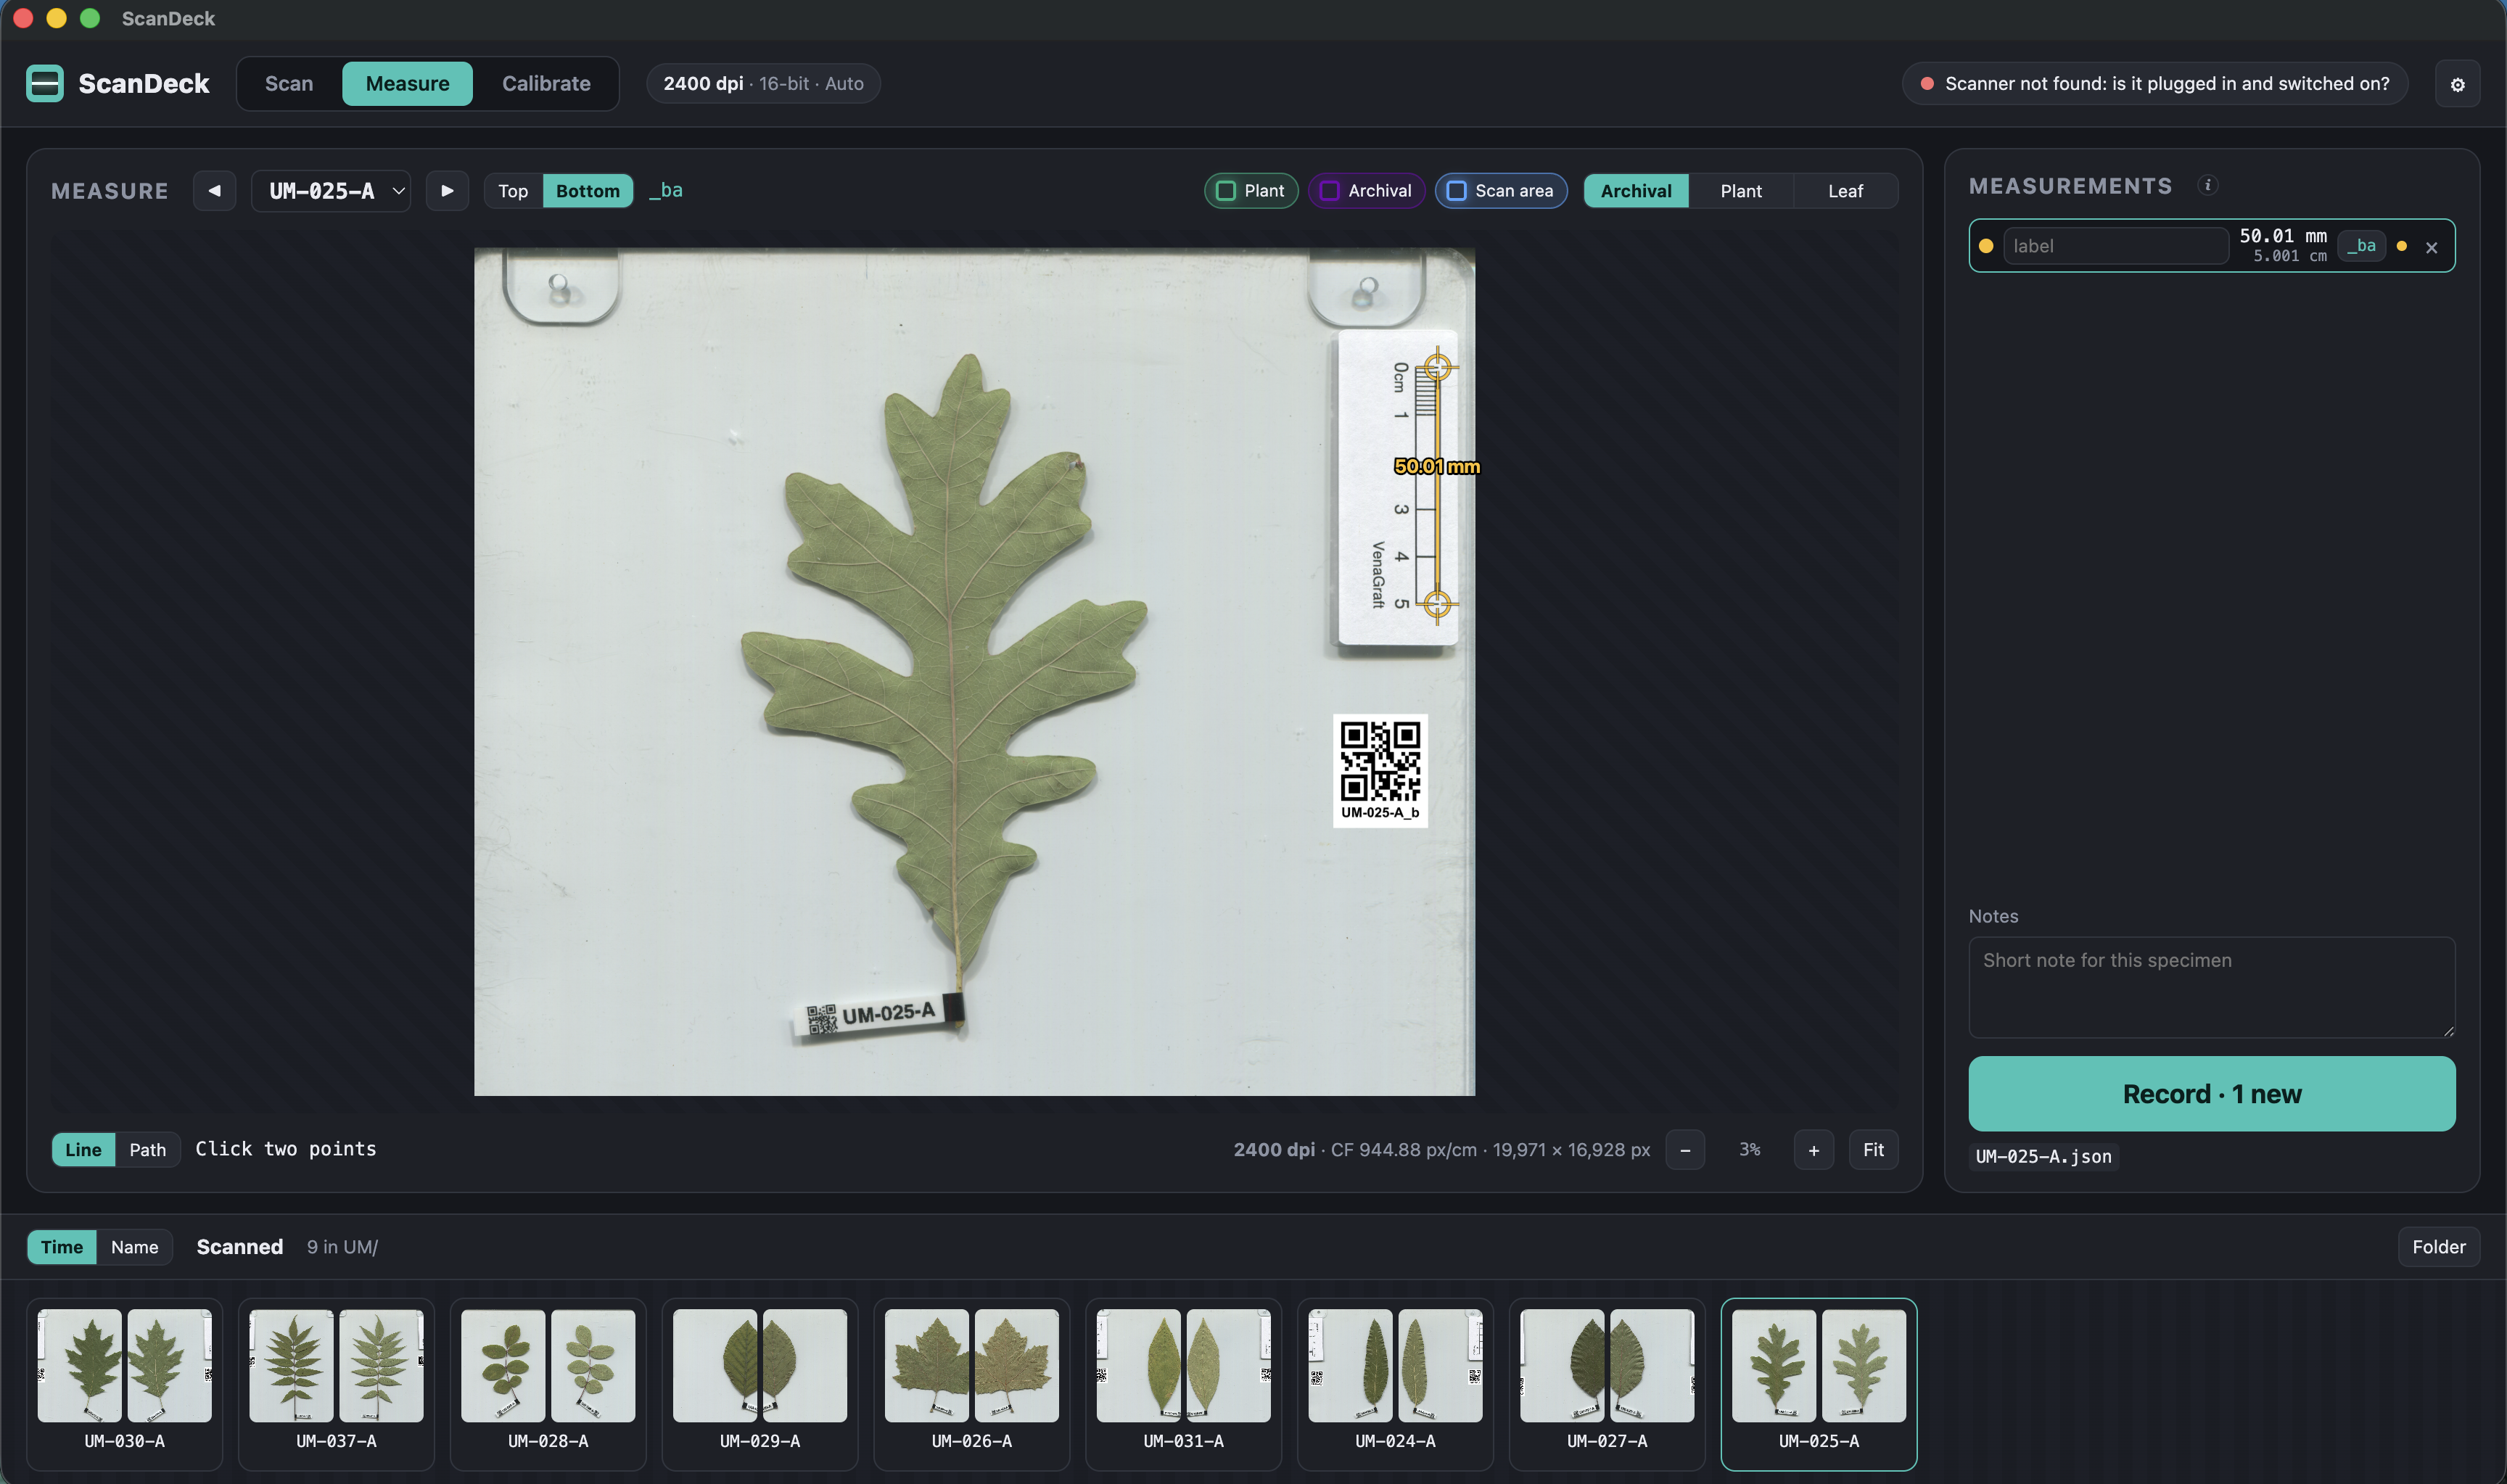 ScanDeck
ScanDeck
Scan
Measure
Calibrate
2400 dpi · 16-bit · Auto
Scanner not found: is it plugged in and switched on?
MEASURE
UM-025-A
Top
Bottom
_ba
Plant
Archival
Scan area
Archival
Plant
Leaf
0cm
1
50.01 mm
3
4
5
VenaGraft
UM-025-A_b
UM-025-A
Line
Path
Click two points
2400 dpi · CF 944.88 px/cm · 19,971 × 16,928 px
−
3%
+
Fit
MEASUREMENTS
i
label
50.01 mm
5.001 cm
_ba
×
Notes
Short note for this specimen
Record · 1 new
UM-025-A.json
Time
Name
Scanned
9 in UM/
Folder
UM-030-A
UM-037-A
UM-028-A
UM-029-A
UM-026-A
UM-031-A
UM-024-A
UM-027-A
UM-025-A